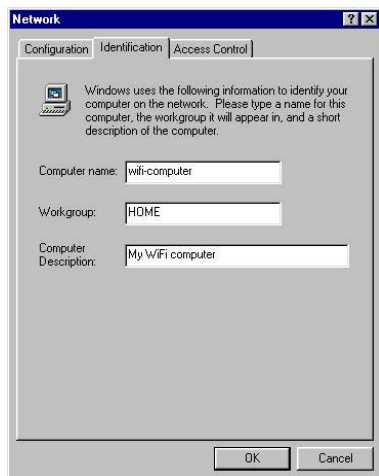 Network
Configuration Identification Access Control
Windows uses the following information to identify your
computer on the network. Please type a name for this
computer, the workgroup it will appear in, and a short
description of the computer.
Computer name: wifi-computer
Workgroup: HOME
Computer
Description: My WiFi computer
OK Cancel